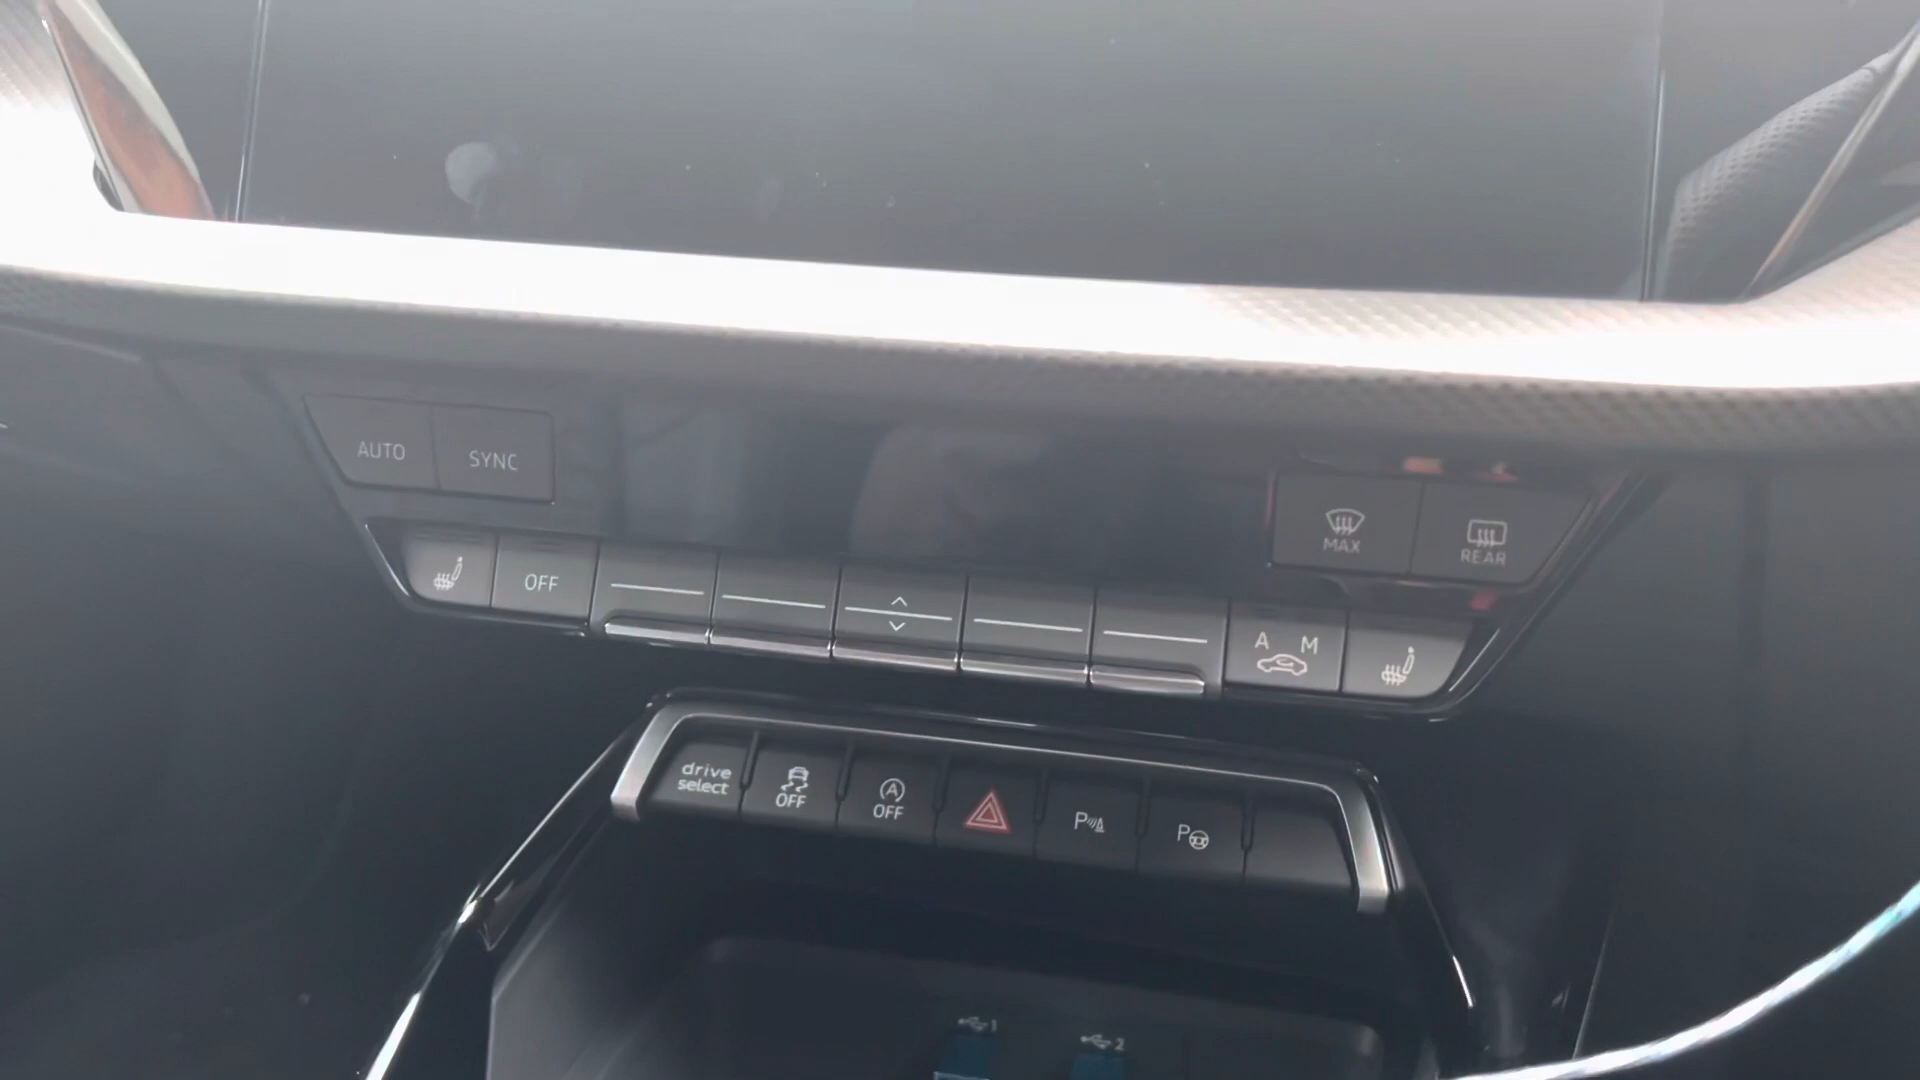 AUTO
SYNC
MAX
REAR
OFF
A M
drive
select
OFF
A
OFF
P
P
1
2